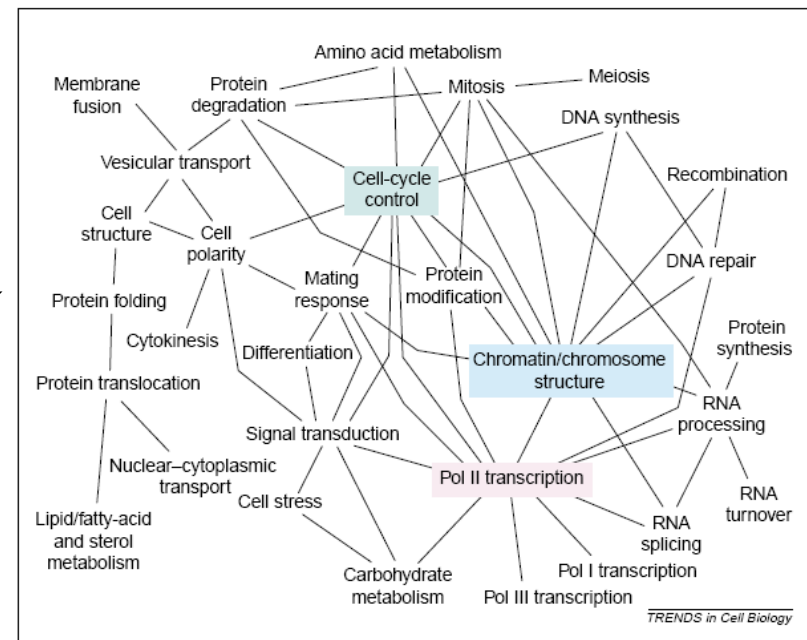 Amino acid metabolism
Membrane
fusion
Protein
degradation
Mitosis
Meiosis
DNA synthesis
Vesicular transport
Recombination
Cell-cycle
control
Cell
structure
Cell
polarity
DNA repair
Mating
response
Protein
modification
Protein folding
Cytokinesis
Differentiation
Protein
synthesis
Chromatin/chromosome
structure
Protein translocation
RNA
processing
Signal transduction
Nuclear–cytoplasmic
transport
Pol II transcription
Cell stress
RNA
turnover
Lipid/fatty-acid
and sterol
metabolism
RNA
splicing
Carbohydrate
metabolism
Pol I transcription
Pol III transcription
TRENDS in Cell Biology